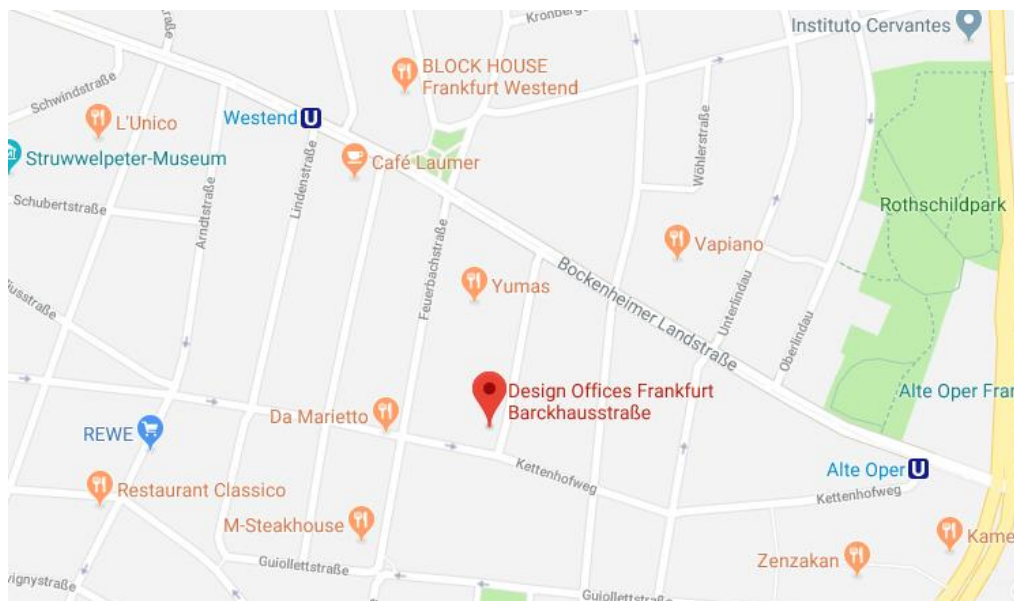 Kronberg
Instituto Cervantes
BLOCK HOUSE
Frankfurt Westend
Schwindstraße
L'Unico
Westend U
Struwwelpeter-Museum
Café Laumer
Wöhlerstraße
Lindenstraße
Schubertstraße
Arndtstraße
Rothschildpark
Vapiano
Feuerbachstraße
Yumas
Bockenheimer Landstraße
Unterlindau
Oberlindau
iusstraße
Design Offices Frankfurt
Barckhausstraße
Alte Oper Fran
Da Marietto
REWE
Kettenhofweg
Alte Oper U
Restaurant Classico
Kettenhofweg
M-Steakhouse
Kame
Zenzakan
Guiollettstraße
vignystraße
Guiollettstraße